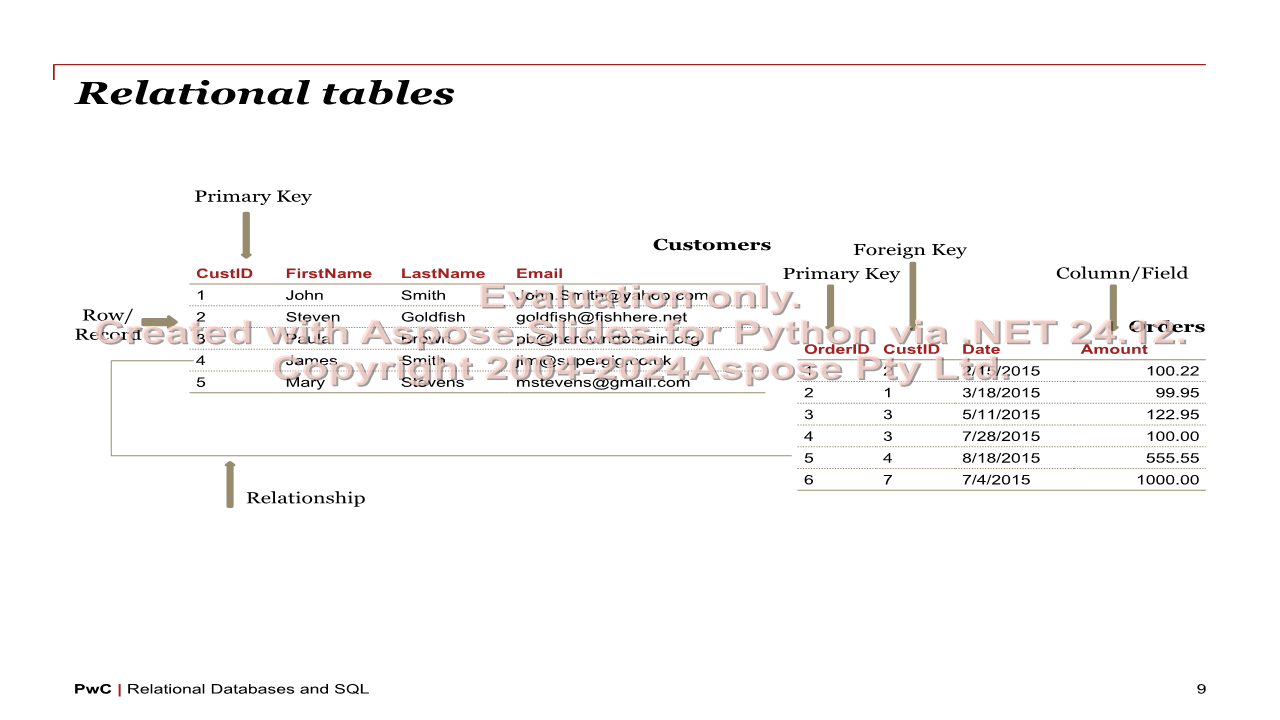 Relational tables
Primary Key
Customers
Foreign Key
Primary Key
Column/Field
CustID FirstName LastName Email
1 John Smith John.Smith@yahoo.com
2 Steven Goldfish goldfish@fishhere.net
3 Paula Brown pb@herowndomain.org
4 James Smith jim@supergig.co.uk
5 Mary Stevens mstevens@gmail.com
Row/
Record
Orders
OrderID CustID Date Amount
1 2 2/15/2015 100.22
2 1 3/18/2015 99.95
3 3 5/11/2015 122.95
4 3 7/28/2015 100.00
5 4 8/18/2015 555.55
6 7 7/4/2015 1000.00
Relationship
Evaluation only.
Created with Aspose.Slides for Python via .NET 24.12.
Copyright 2004-2024Aspose Pty Ltd.
PwC | Relational Databases and SQL
9